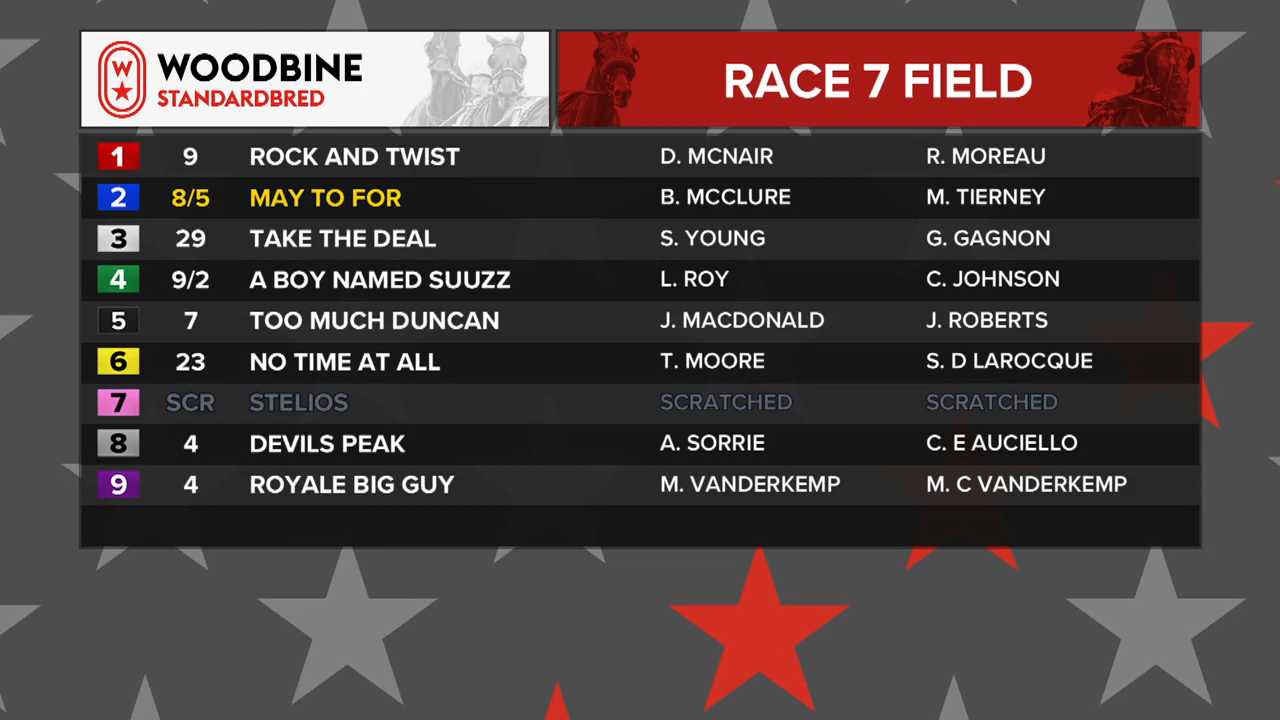 W
WOODBINE
STANDARDBRED
RACE 7 FIELD
1 9 ROCK AND TWIST D. MCNAIR R. MOREAU
2 8/5 MAY TO FOR B. MCCLURE M. TIERNEY
3 29 TAKE THE DEAL S. YOUNG G. GAGNON
4 9/2 A BOY NAMED SUUZZ L. ROY C. JOHNSON
5 7 TOO MUCH DUNCAN J. MACDONALD J. ROBERTS
6 23 NO TIME AT ALL T. MOORE S. D LAROCQUE
7 SCR STELIOS SCRATCHED SCRATCHED
8 4 DEVILS PEAK A. SORRIE C. E AUCIELLO
9 4 ROYALE BIG GUY M. VANDERKEMP M. C VANDERKEMP